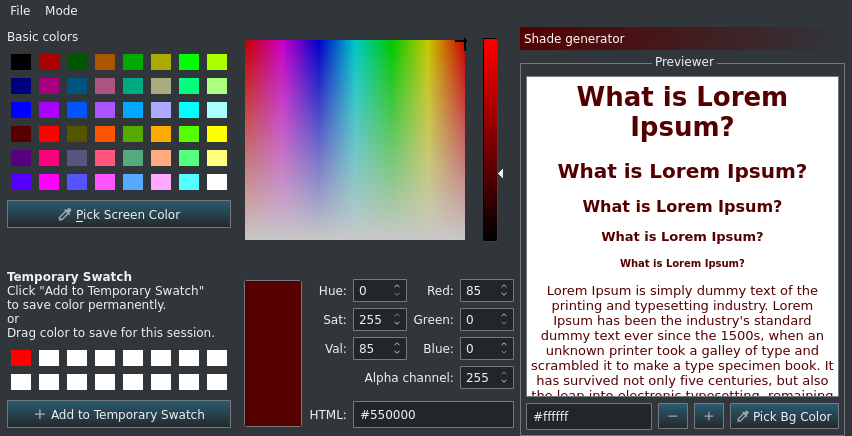 File Mode
Basic colors
Pick Screen Color
Temporary Swatch
Click "Add to Temporary Swatch"
to save color permanently.
or
Drag color to save for this session.
+ Add to Temporary Swatch
Hue: 0 Red: 85
Sat: 255 Green: 0
Val: 85 Blue: 0
Alpha channel: 255
HTML: #550000
Shade generator
Previewer
What is Lorem
Ipsum?
What is Lorem Ipsum?
What is Lorem Ipsum?
What is Lorem Ipsum?
What is Lorem Ipsum?
Lorem Ipsum is simply dummy text of the
printing and typesetting industry. Lorem
Ipsum has been the industry's standard
dummy text ever since the 1500s, when an
unknown printer took a galley of type and
scrambled it to make a type specimen book. It
has survived not only five centuries, but also
the leap into electronic typesetting, remaining
#ffffff − + Pick Bg Color